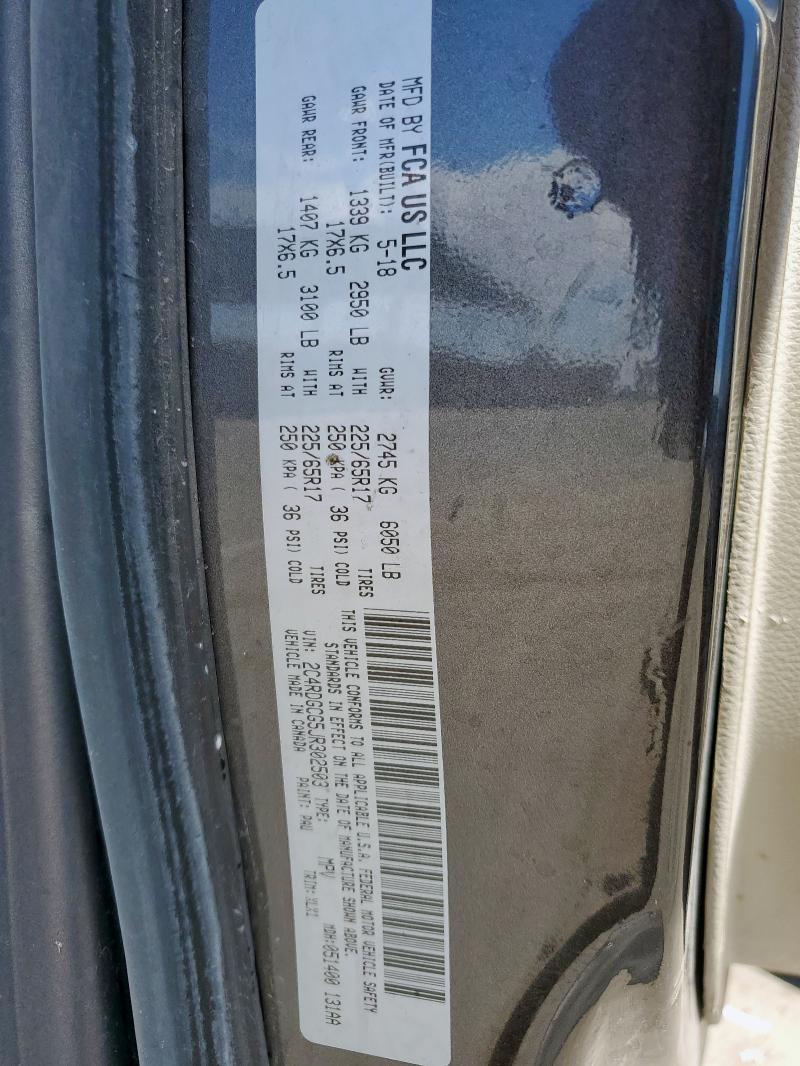 MFD BY FCA US LLC
DATE OF MFR(BUILT): 5-18 GVWR: 2745 KG 6050 LB
GAWR FRONT: 1339 KG 2950 LB WITH 225/65R17 TIRES
17X6.5 RIMS AT 250 KPA ( 36 PSI) COLD
GAWR REAR: 1407 KG 3100 LB WITH 225/65R17 TIRES
17X6.5 RIMS AT 250 KPA ( 36 PSI) COLD
THIS VEHICLE CONFORMS TO ALL APPLICABLE U.S.A. FEDERAL MOTOR VEHICLE SAFETY
STANDARDS IN EFFECT ON THE DATE OF MANUFACTURE SHOWN ABOVE.
VIN: 2C4RDGCG5JR302503 TYPE: MPV MDH:051400 131AA
VEHICLE MADE IN CANADA PAINT: PAU TRIM: